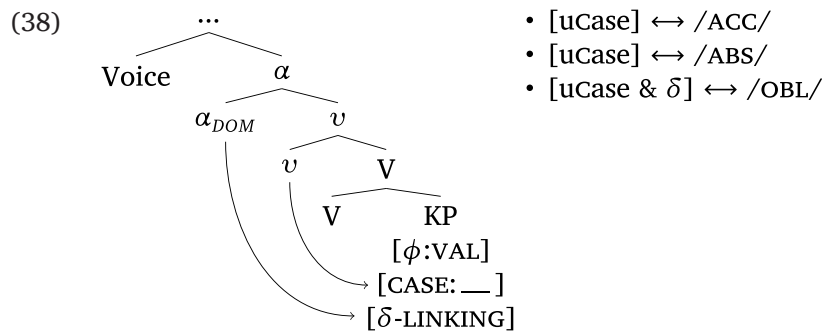 (38)
...
Voice α
α_DOM υ
υ V
V KP
[ϕ:VAL]
[CASE: __ ]
[δ-LINKING]
• [uCase] ↔ /ACC/
• [uCase] ↔ /ABS/
• [uCase & δ] ↔ /OBL/